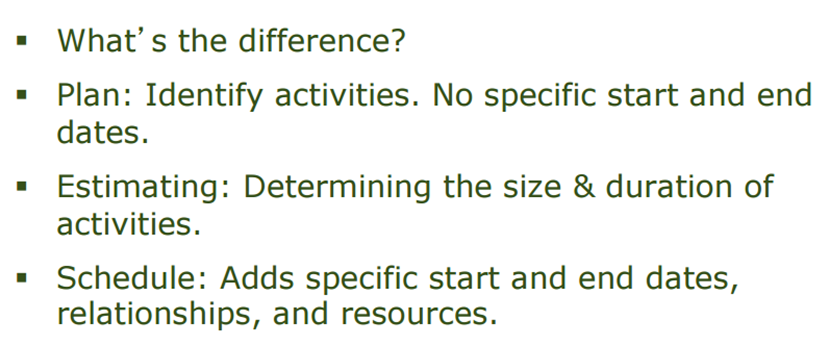 ▪ What's the difference?
▪ Plan: Identify activities. No specific start and end
dates.
▪ Estimating: Determining the size & duration of
activities.
▪ Schedule: Adds specific start and end dates,
relationships, and resources.